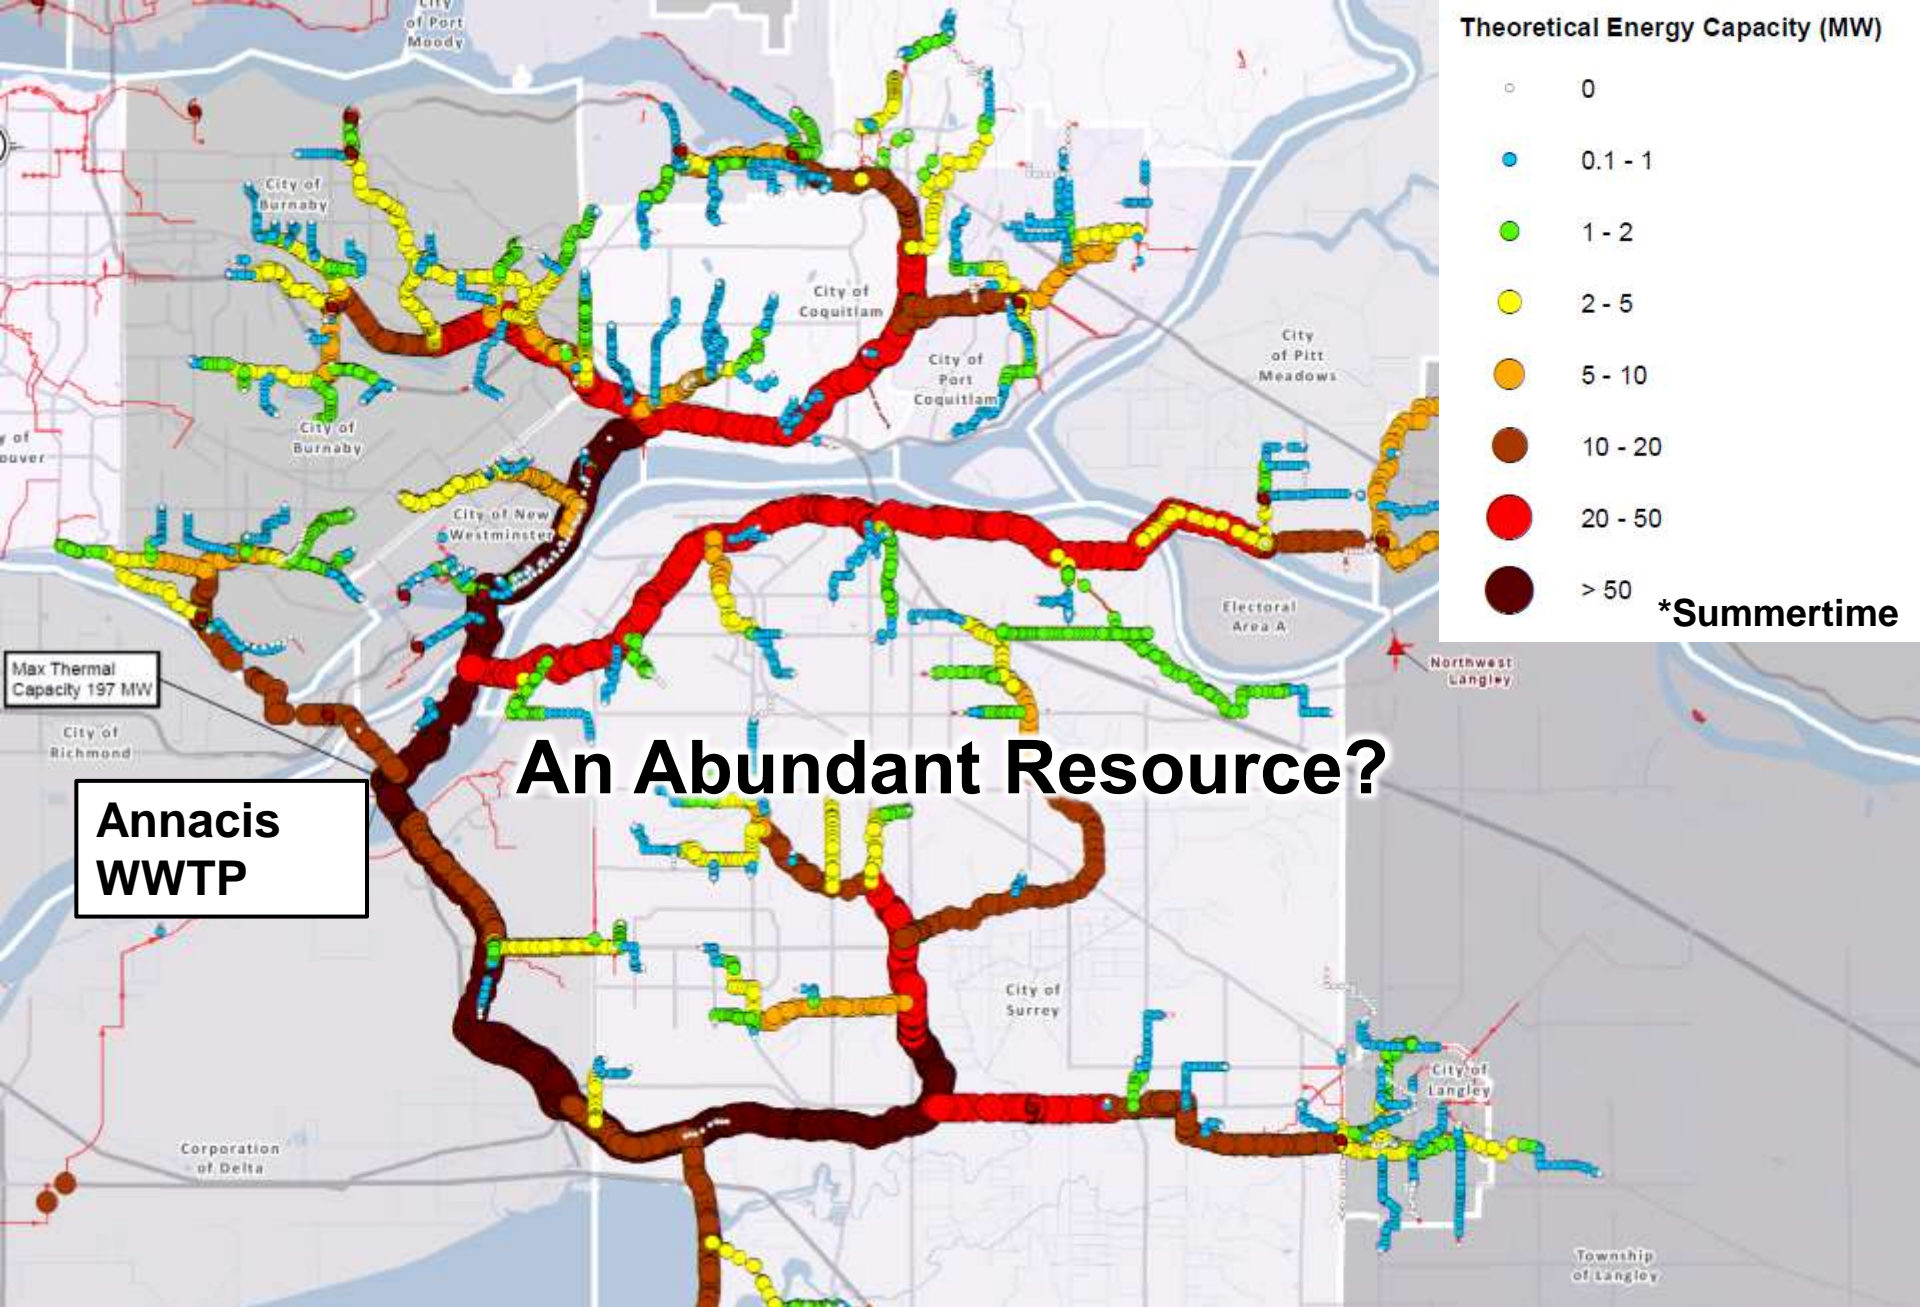 City
of Port
Moody
Theoretical Energy Capacity (MW)
0
0.1 - 1
1 - 2
2 - 5
5 - 10
10 - 20
20 - 50
> 50
*Summertime
City of
Burnaby
City of
Coquitlam
City of
Port
Coquitlam
City
of Pitt
Meadows
City of
Burnaby
City of New
Westminster
Electoral
Area A
Northwest
Langley
Max Thermal
Capacity 197 MW
City of
Richmond
An Abundant Resource?
Annacis
WWTP
City of
Surrey
City of
Langley
Corporation
of Delta
Township
of Langley